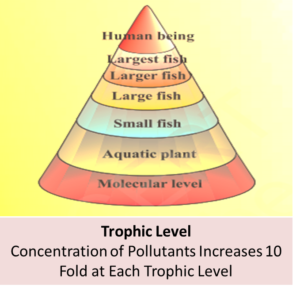 Human being
Largest fish
Larger fish
Large fish
Small fish
Aquatic plant
Molecular level
Trophic Level
Concentration of Pollutants Increases 10
Fold at Each Trophic Level